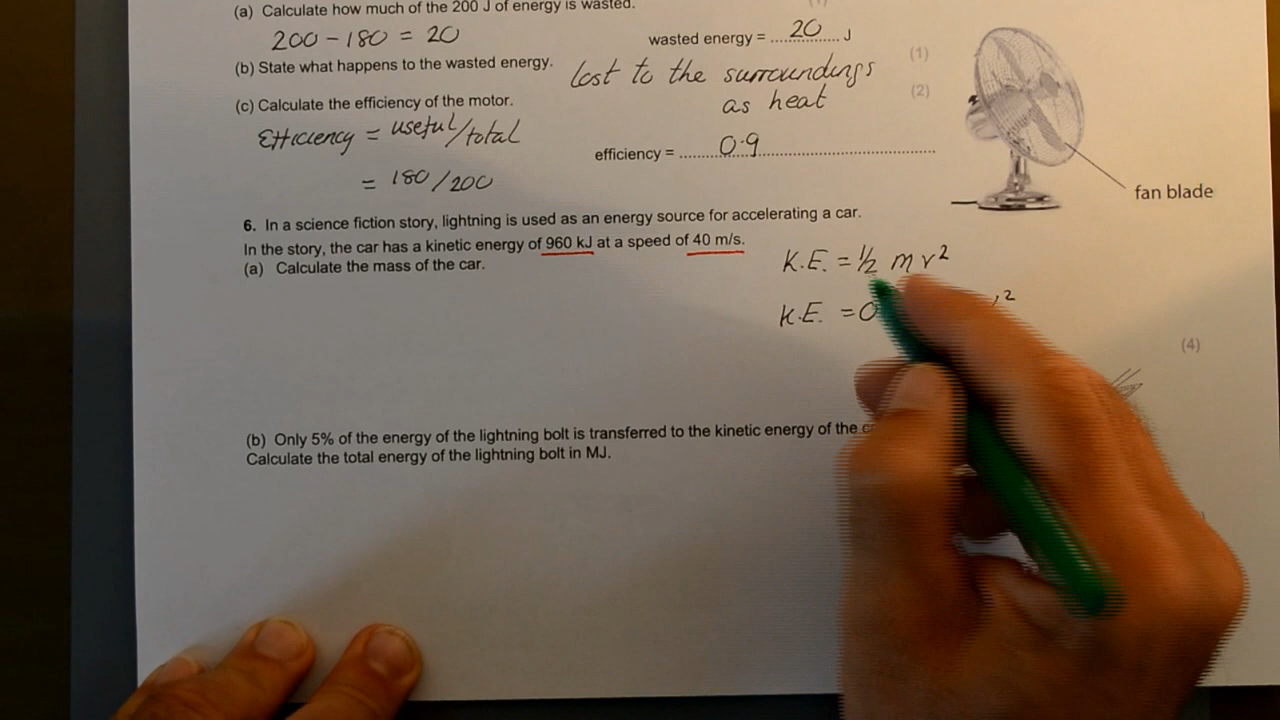 (a) Calculate how much of the 200 J of energy is wasted.
200 - 180 = 20
wasted energy = 20 J
(1)
(b) State what happens to the wasted energy.
lost to the surroundings
as heat
(2)
(c) Calculate the efficiency of the motor.
Efficiency = useful/total
efficiency = 0.9
= 180/200
fan blade
6. In a science fiction story, lightning is used as an energy source for accelerating a car.
In the story, the car has a kinetic energy of 960 kJ at a speed of 40 m/s.
(a) Calculate the mass of the car.
K.E. = ½ m v²
K.E. = 0
(4)
(b) Only 5% of the energy of the lightning bolt is transferred to the kinetic energy of the
Calculate the total energy of the lightning bolt in MJ.